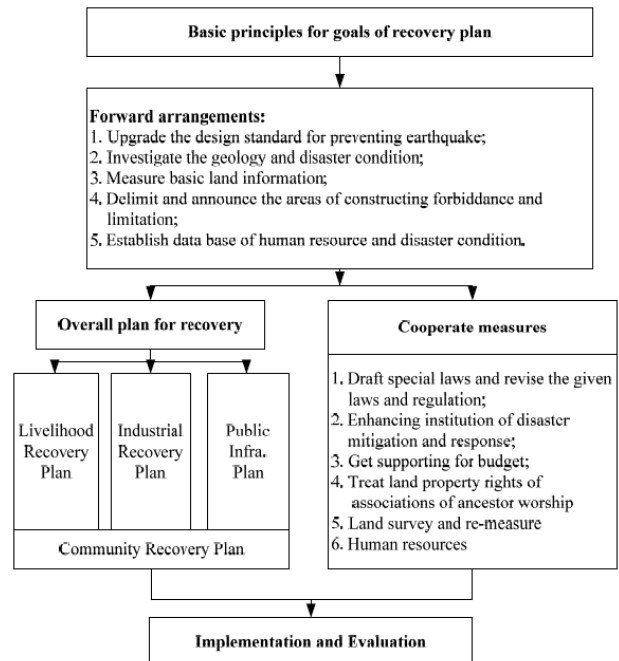 Basic principles for goals of recovery plan
Forward arrangements:
1. Upgrade the design standard for preventing earthquake;
2. Investigate the geology and disaster condition;
3. Measure basic land information;
4. Delimit and announce the areas of constructing forbiddance and
limitation;
5. Establish data base of human resource and disaster condition.
Overall plan for recovery
Livelihood
Recovery
Plan
Industrial
Recovery
Plan
Public
Infra.
Plan
Community Recovery Plan
Cooperate measures
1. Draft special laws and revise the given
laws and regulation;
2. Enhancing institution of disaster
mitigation and response;
3. Get supporting for budget;
4. Treat land property rights of
associations of ancestor worship
5. Land survey and re-measure
6. Human resources
Implementation and Evaluation